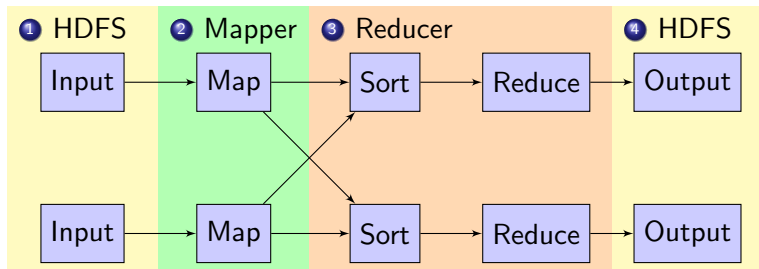 1 HDFS 2 Mapper 3 Reducer 4 HDFS
Input Map Sort Reduce Output
Input Map Sort Reduce Output